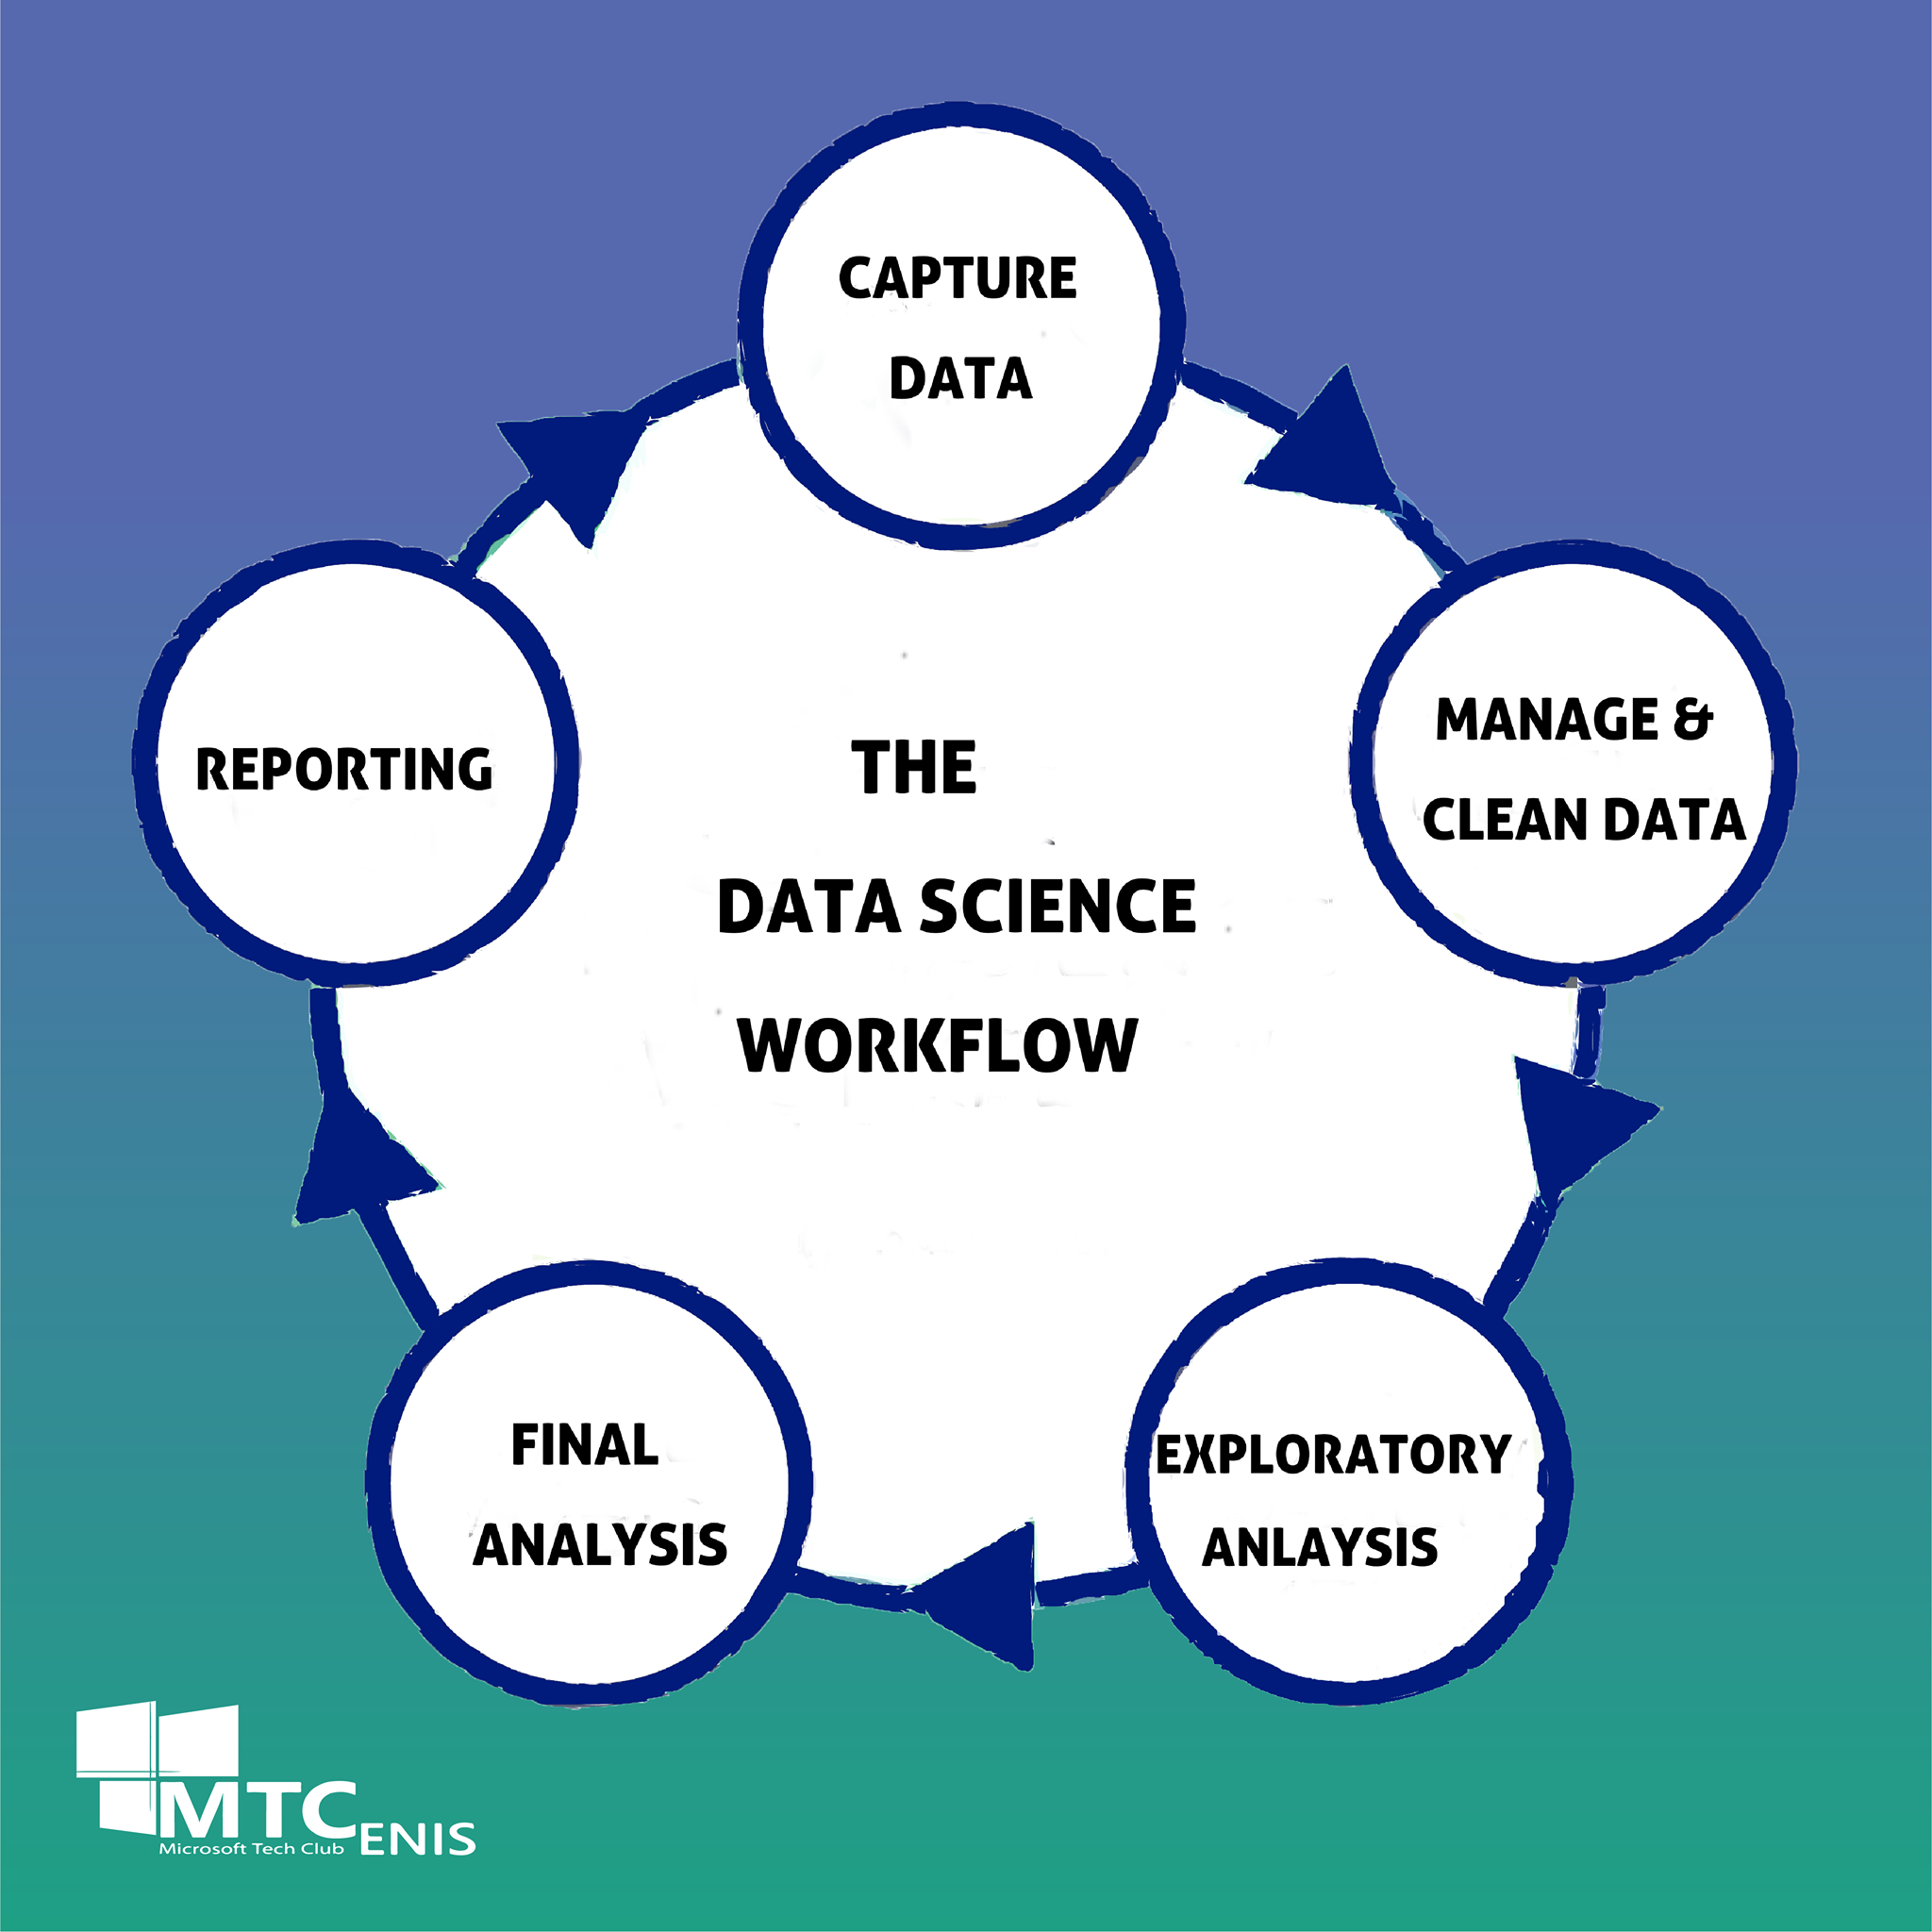 CAPTURE
DATA
MANAGE &
CLEAN DATA
REPORTING
THE
DATA SCIENCE
WORKFLOW
FINAL
ANALYSIS
EXPLORATORY
ANLAYSIS
MTC
ENIS
Microsoft Tech Club